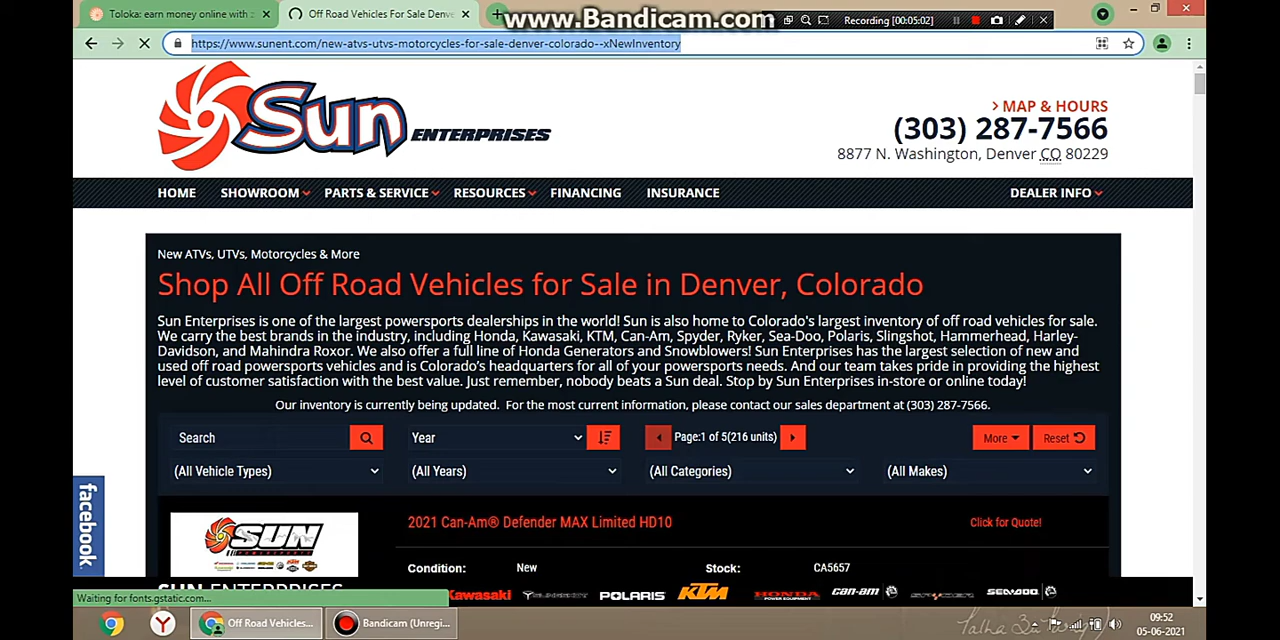 www.Bandicam.com
Toloka: earn money online with
Off Road Vehicles For Sale Denve
Recording [00:05:02]
https://www.sunent.com/new-atvs-utvs-motorcycles-for-sale-denver-colorado--xNewInventory
Sun ENTERPRISES
> MAP & HOURS
(303) 287-7566
8877 N. Washington, Denver CO 80229
HOME SHOWROOM PARTS & SERVICE RESOURCES FINANCING INSURANCE DEALER INFO
New ATVs, UTVs, Motorcycles & More
Shop All Off Road Vehicles for Sale in Denver, Colorado
Sun Enterprises is one of the largest powersports dealerships in the world! Sun is also home to Colorado's largest inventory of off road vehicles for sale.
We carry the best brands in the industry, including Honda, Kawasaki, KTM, Can-Am, Spyder, Ryker, Sea-Doo, Polaris, Slingshot, Hammerhead, Harley-
Davidson, and Mahindra Roxor. We also offer a full line of Honda Generators and Snowblowers! Sun Enterprises has the largest selection of new and
used off road powersports vehicles and is Colorado's headquarters for all of your powersports needs. And our team takes pride in providing the highest
level of customer satisfaction with the best value. Just remember, nobody beats a Sun deal. Stop by Sun Enterprises in-store or online today!
Our inventory is currently being updated. For the most current information, please contact our sales department at (303) 287-7566.
Search Year Page:1 of 5(216 units) More Reset
(All Vehicle Types) (All Years) (All Categories) (All Makes)
facebook
SUN
2021 Can-Am® Defender MAX Limited HD10 Click for Quote!
Condition: New Stock: CA5657
SUN ENTERPRISES
Kawasaki SLINGSHOT POLARIS KTM HONDA can-am SPYDER SEA-DOO
Waiting for fonts.gstatic.com...
Off Road Vehicles... Bandicam (Unregi...
09:52
05-06-2021